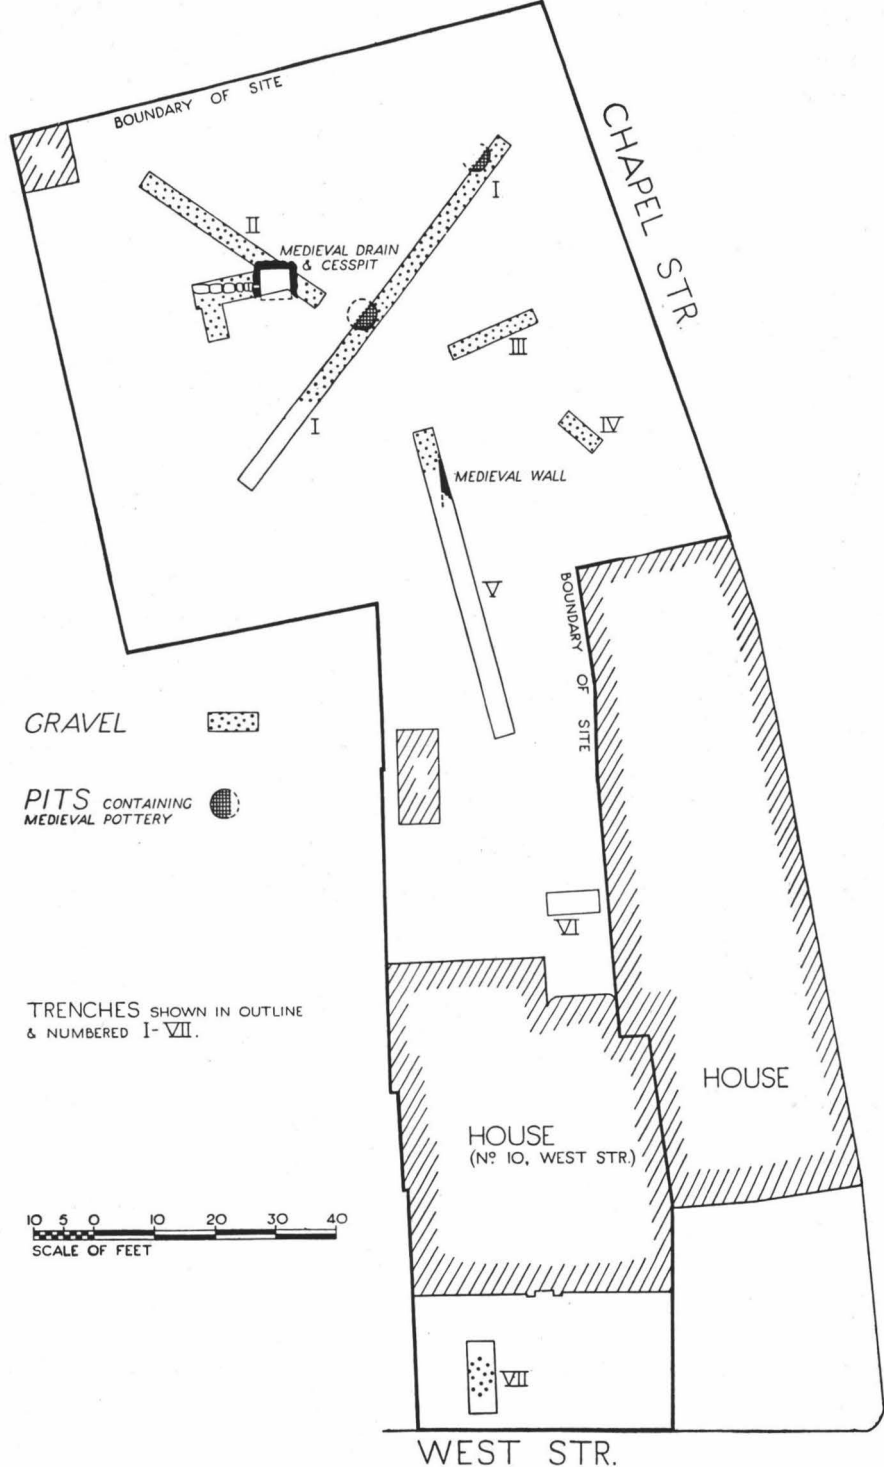 BOUNDARY OF SITE
CHAPEL STR.
I
II
MEDIEVAL DRAIN
& CESSPIT
III
I
IV
MEDIEVAL WALL
V
BOUNDARY OF SITE
GRAVEL
PITS CONTAINING
MEDIEVAL POTTERY
VI
TRENCHES SHOWN IN OUTLINE
& NUMBERED I-VII.
HOUSE
HOUSE
(Nº 10, WEST STR.)
10 5 0 10 20 30 40
SCALE OF FEET
VII
WEST STR.